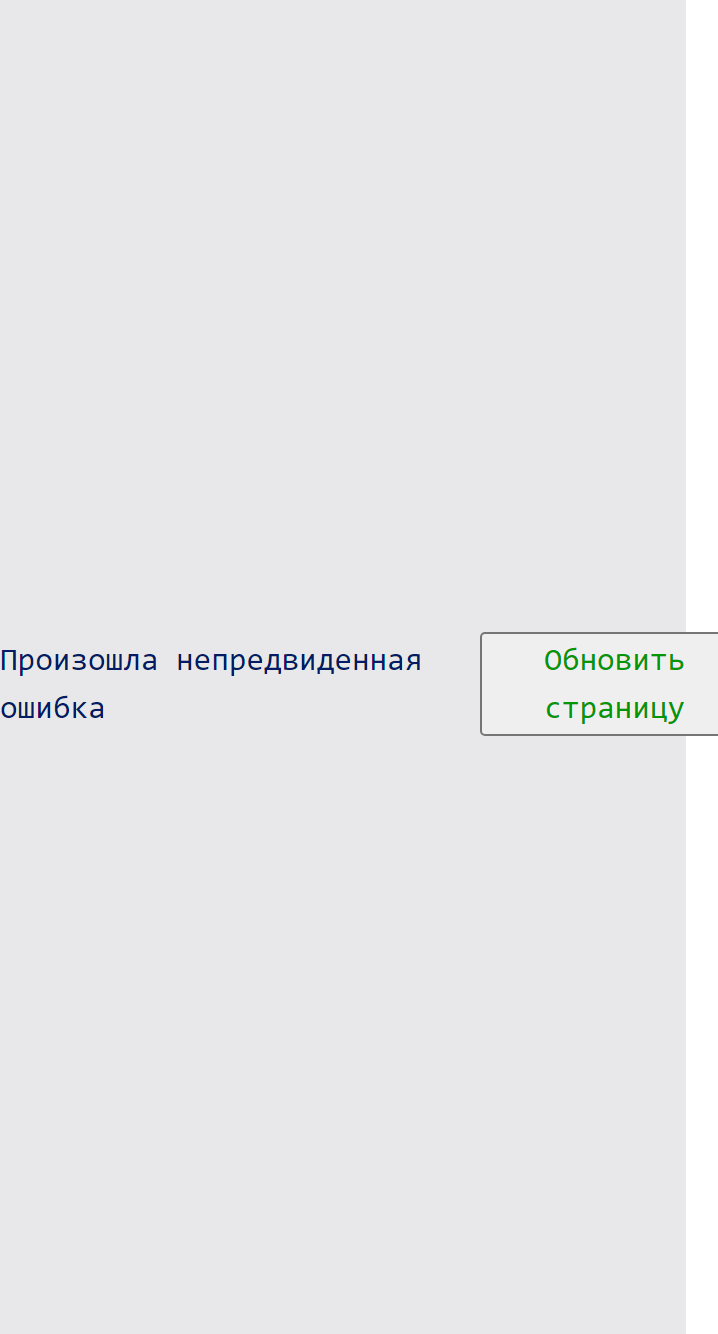 Произошла непредвиденная
ошибка
Обновить
страницу